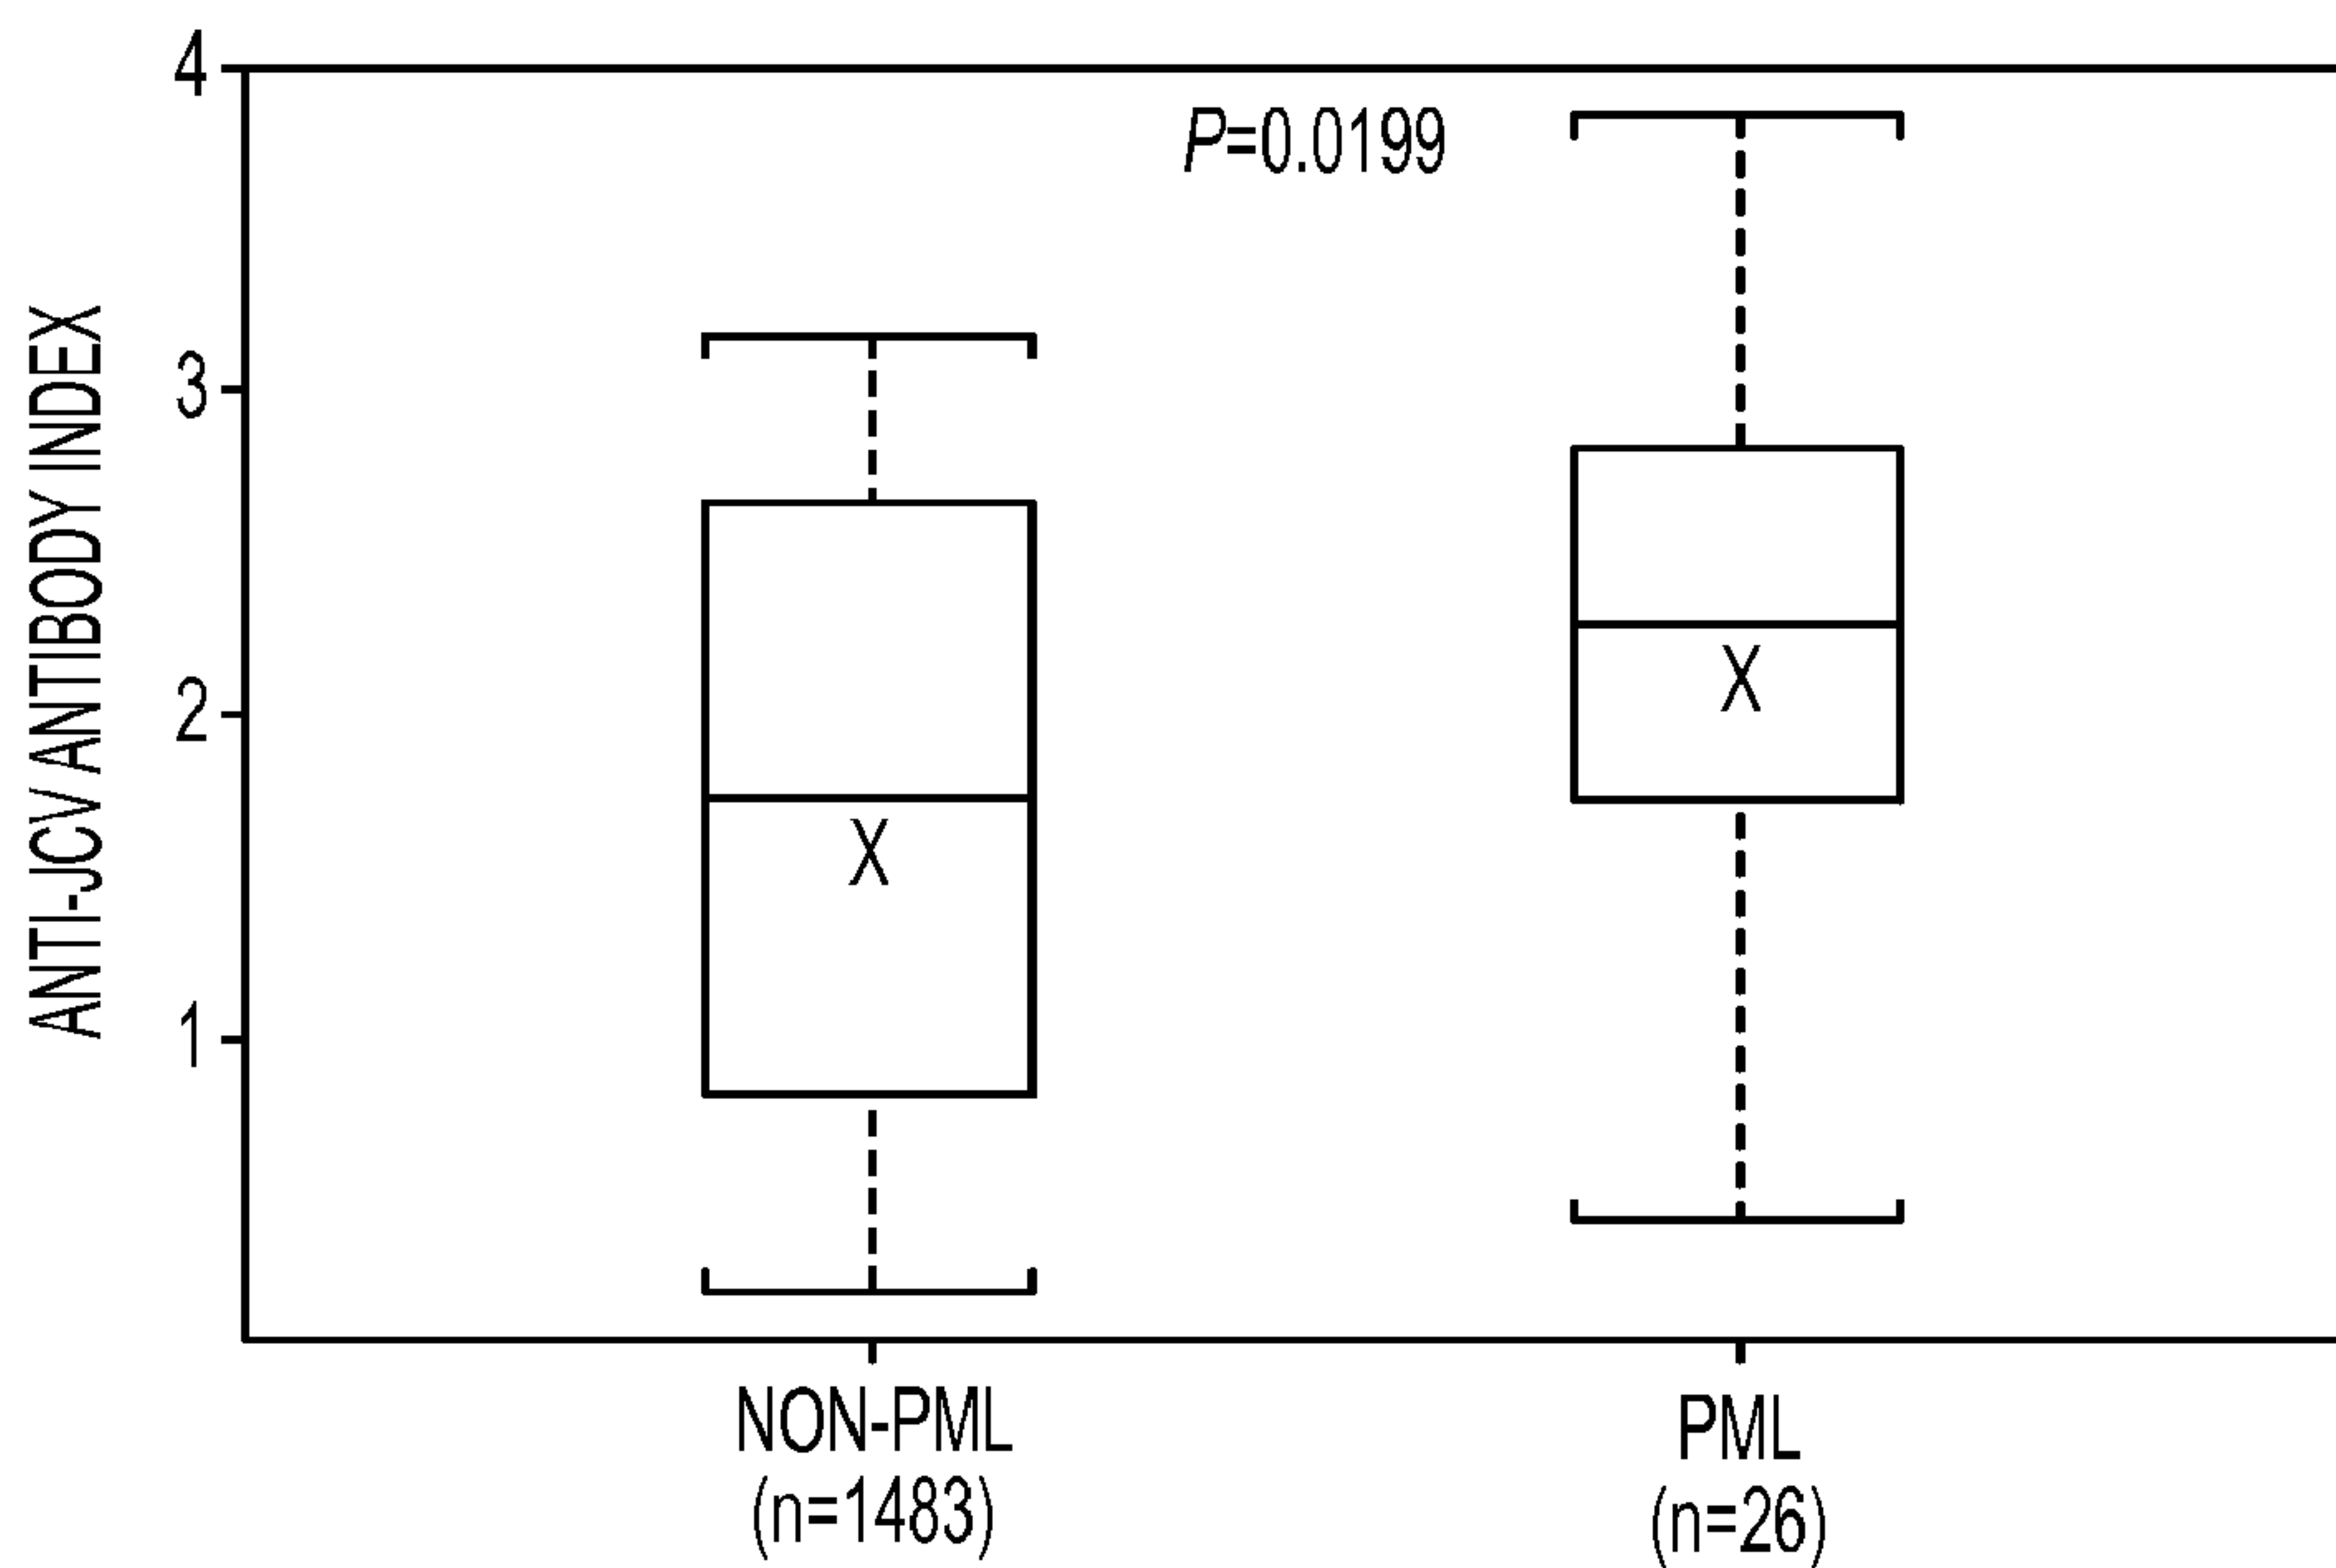 4
P=0.0199
3
ANTI-JCV ANTIBODY INDEX
2
X
X
1
NON-PML
PML
(n=1483)
(n=26)